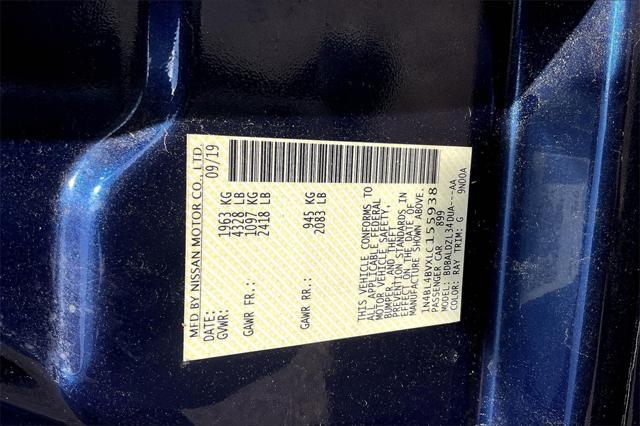 MFD BY NISSAN MOTOR CO., LTD.
DATE: 09/19
GVWR: 1963 KG
4328 LB
GAWR FR.: 1097 KG
2418 LB
GAWR RR.: 945 KG
2083 LB
THIS VEHICLE CONFORMS TO
ALL APPLICABLE FEDERAL
MOTOR VEHICLE SAFETY,
BUMPER, AND THEFT
PREVENTION STANDARDS IN
EFFECT ON THE DATE OF
MANUFACTURE SHOWN ABOVE.
1N4BL4BVXLC155938
PASSENGER CAR 899
MODEL: BDBALDZL34DUA---AA
COLOR: RAY TRIM: G 9N00A